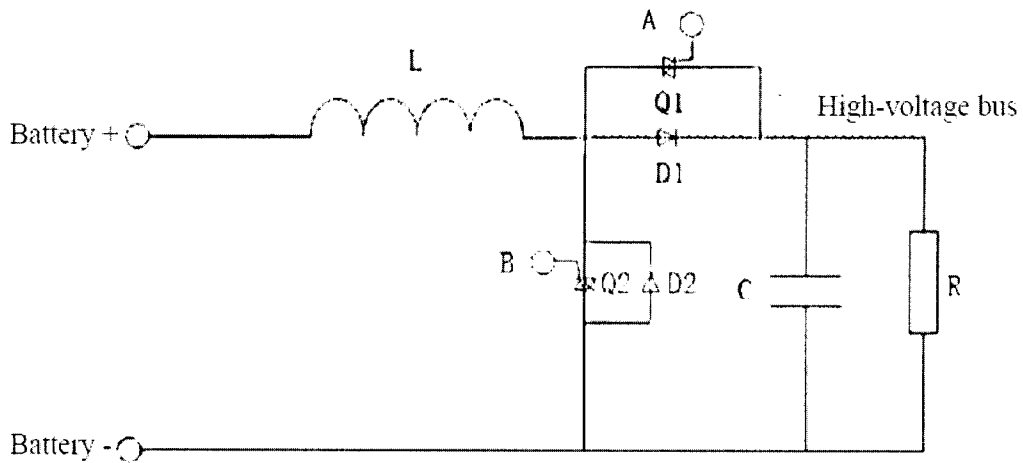 A
L
Q1
High-voltage bus
Battery +
D1
B
Q2
D2
C
R
Battery -